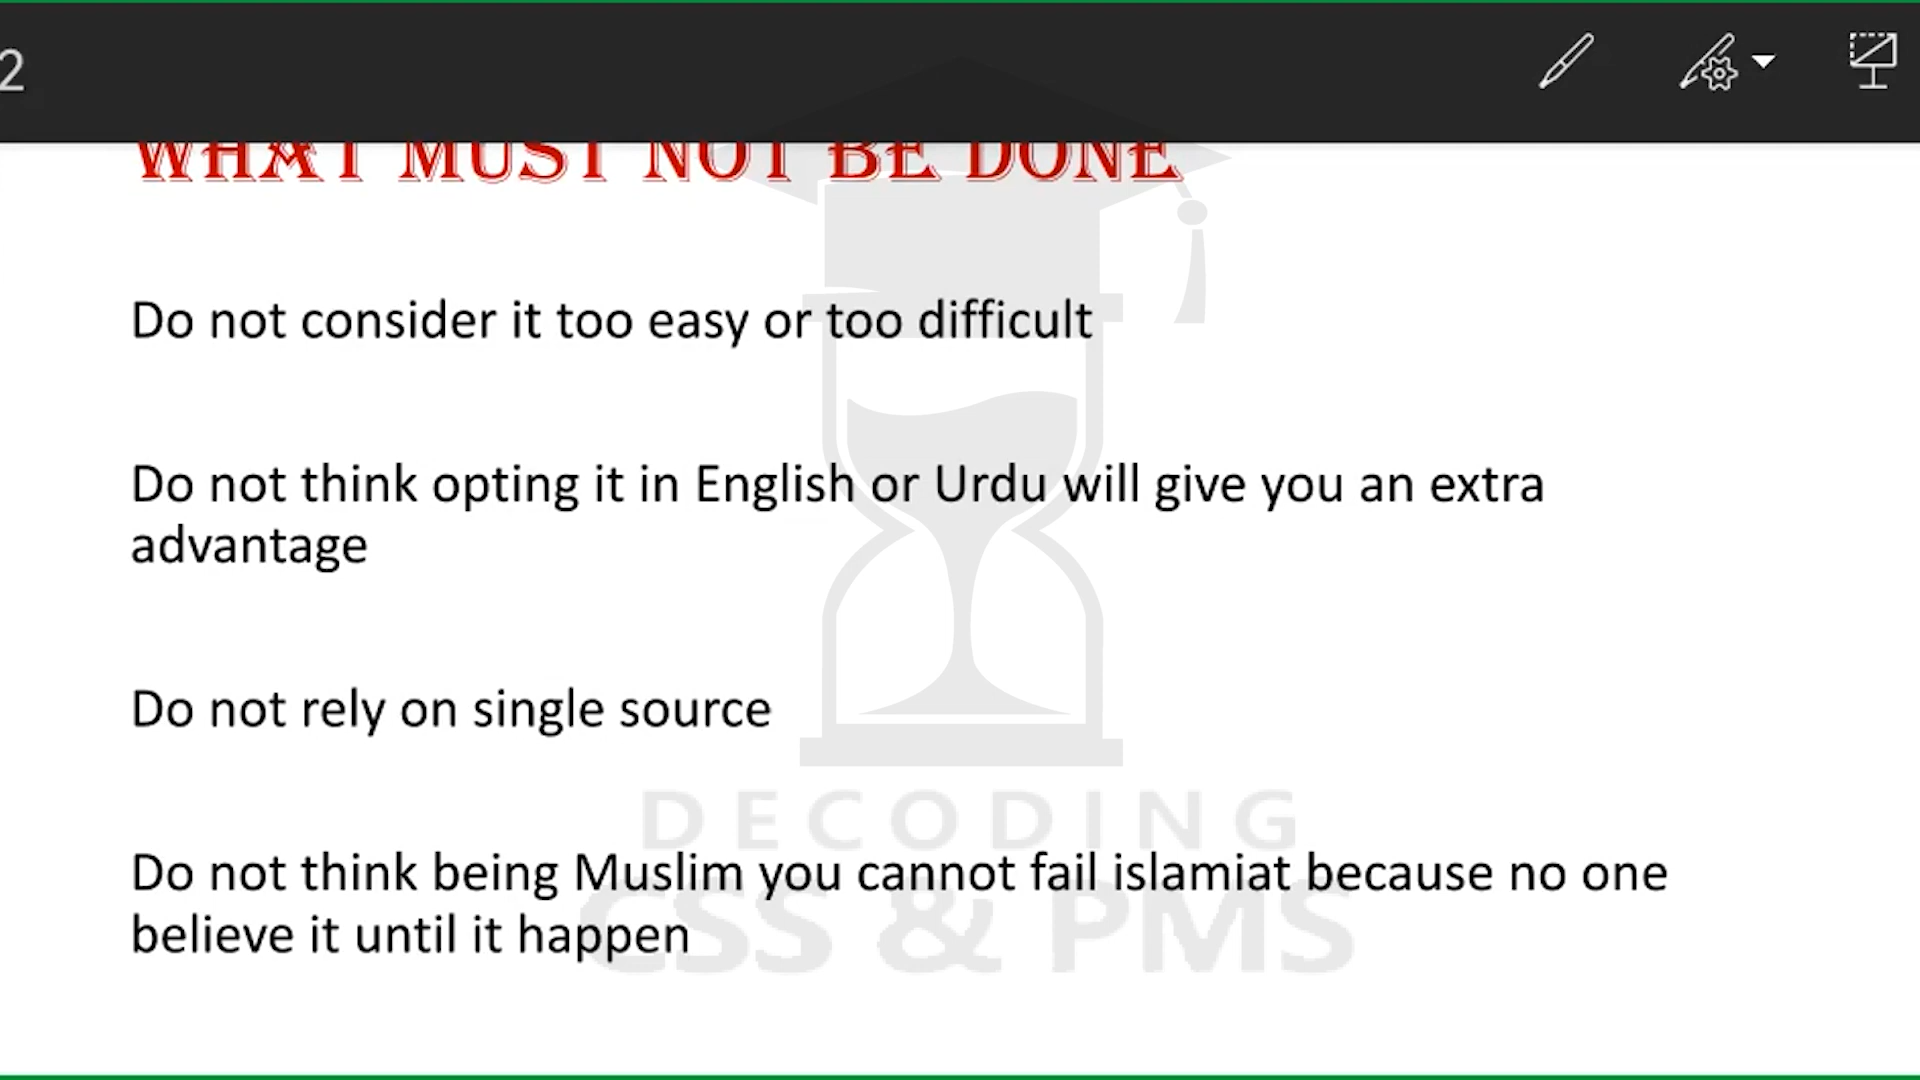 2
WHAT MUST NOT BE DONE
Do not consider it too easy or too difficult
Do not think opting it in English or Urdu will give you an extra
advantage
Do not rely on single source
DECODING
Do not think being Muslim you cannot fail islamiat because no one
believe it until it happen
CSS & PMS